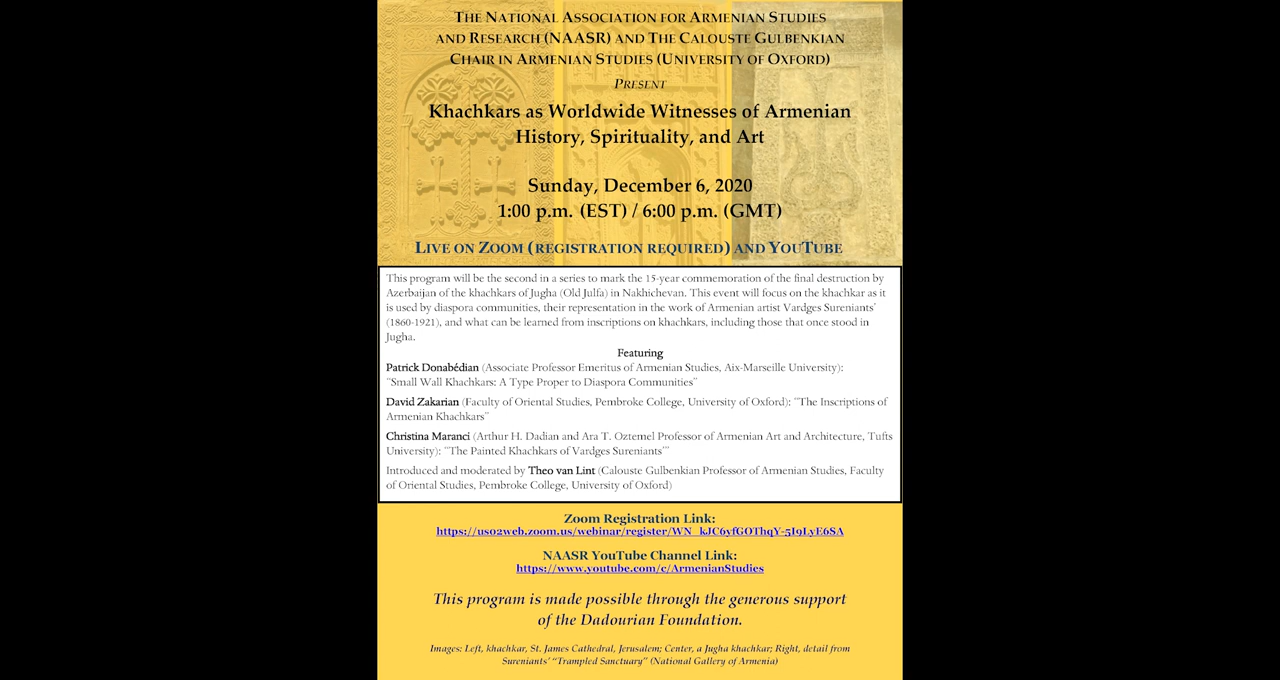 The National Association for Armenian Studies
and Research (NAASR) and The Calouste Gulbenkian
Chair in Armenian Studies (University of Oxford)
Present
Khachkars as Worldwide Witnesses of Armenian
History, Spirituality, and Art
Sunday, December 6, 2020
1:00 p.m. (EST) / 6:00 p.m. (GMT)
Live on Zoom (registration required) and YouTube
This program will be the second in a series to mark the 15-year commemoration of the final destruction by
Azerbaijan of the khachkars of Jugha (Old Julfa) in Nakhichevan. This event will focus on the khachkar as it
is used by diaspora communities, their representation in the work of Armenian artist Vardges Sureniants'
(1860-1921), and what can be learned from inscriptions on khachkars, including those that once stood in
Jugha.
Featuring
Patrick Donabédian (Associate Professor Emeritus of Armenian Studies, Aix-Marseille University):
"Small Wall Khachkars: A Type Proper to Diaspora Communities"
David Zakarian (Faculty of Oriental Studies, Pembroke College, University of Oxford): "The Inscriptions of
Armenian Khachkars"
Christina Maranci (Arthur H. Dadian and Ara T. Oztemel Professor of Armenian Art and Architecture, Tufts
University): "The Painted Khachkars of Vardges Sureniants'"
Introduced and moderated by Theo van Lint (Calouste Gulbenkian Professor of Armenian Studies, Faculty
of Oriental Studies, Pembroke College, University of Oxford)
Zoom Registration Link:
https://us02web.zoom.us/webinar/register/WN_kJC6yfGOThqY-5I9LyE6SA
NAASR YouTube Channel Link:
https://www.youtube.com/c/ArmenianStudies
This program is made possible through the generous support
of the Dadourian Foundation.
Images: Left, khachkar, St. James Cathedral, Jerusalem; Center, a Jugha khachkar; Right, detail from
Sureniants' "Trampled Sanctuary" (National Gallery of Armenia)